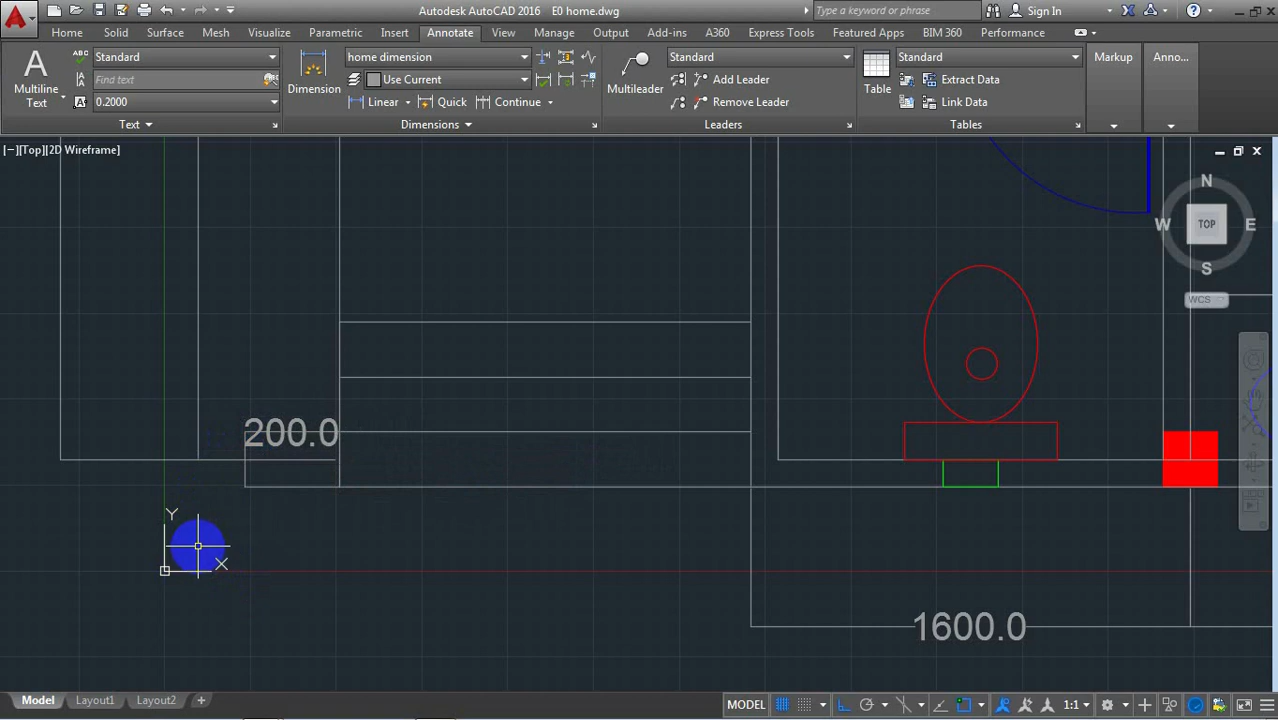 Autodesk AutoCAD 2016 E0 home.dwg
Type a keyword or phrase
Sign In
Home Solid Surface Mesh Visualize Parametric Insert Annotate View Manage Output Add-ins A360 Express Tools Featured Apps BIM 360 Performance
Multiline
Text
ABC
Standard
Find text
A
0.2000
Text
Dimension
home dimension
Use Current
Linear
Quick
Continue
Dimensions
Multileader
Standard
Add Leader
Remove Leader
Leaders
Table
Standard
Extract Data
Link Data
Tables
Markup
Anno...
[−][Top][2D Wireframe]
N
W
TOP
E
S
WCS
200.0
Y
X
1600.0
Model Layout1 Layout2 +
MODEL
1:1